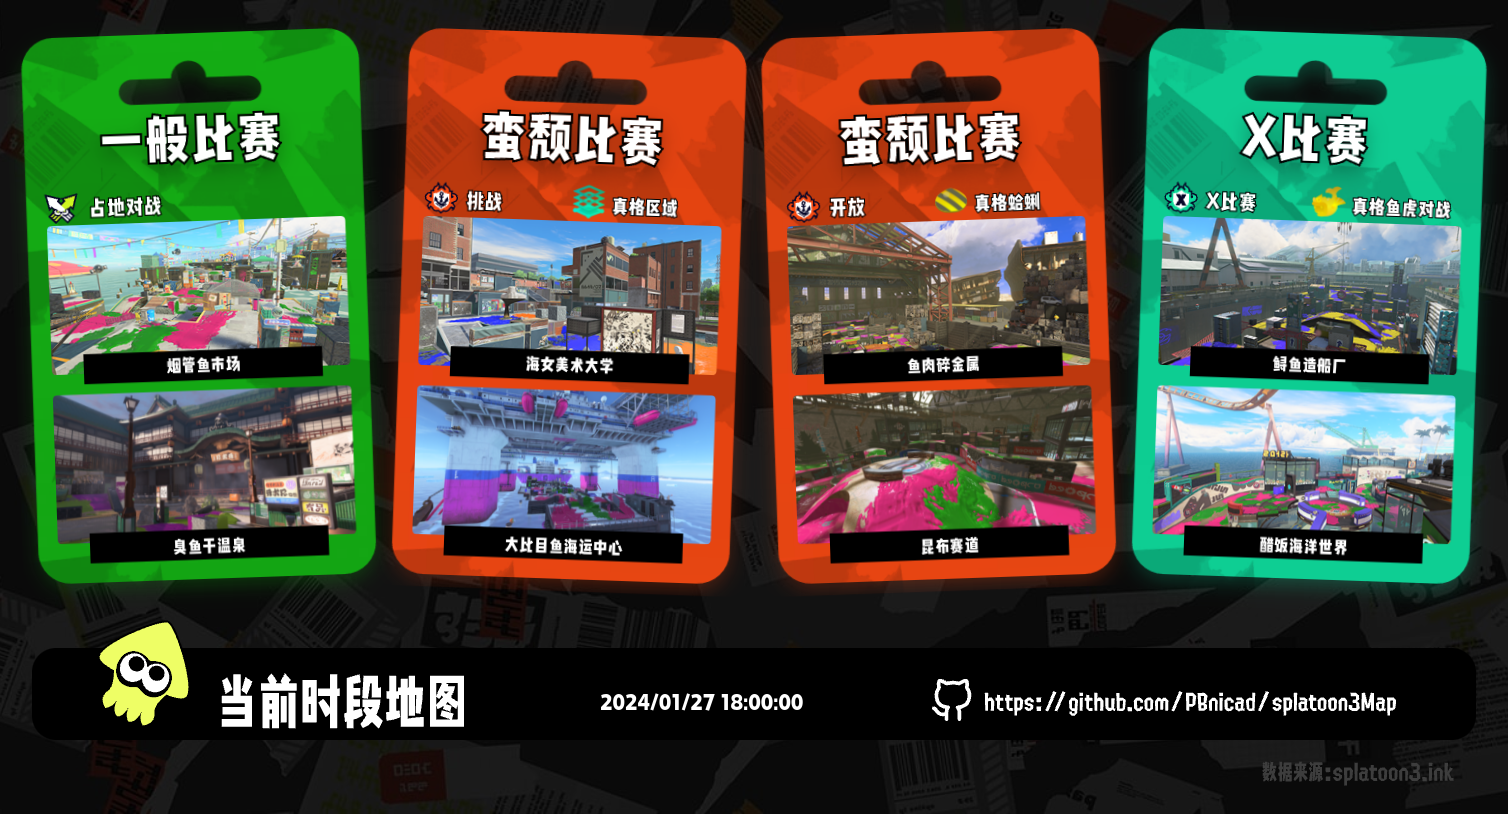 一般比赛
占地对战
烟管鱼市场
臭鱼干温泉
蛮颓比赛
挑战
真格区域
海女美术大学
大比目鱼海运中心
蛮颓比赛
开放
真格蛤蜊
鱼肉碎金属
昆布赛道
X比赛
X比赛
真格鱼虎对战
鲟鱼造船厂
醋饭海洋世界
当前时段地图
2024/01/27 18:00:00
https://github.com/PBnicad/splatoon3Map
数据来源:splatoon3.ink